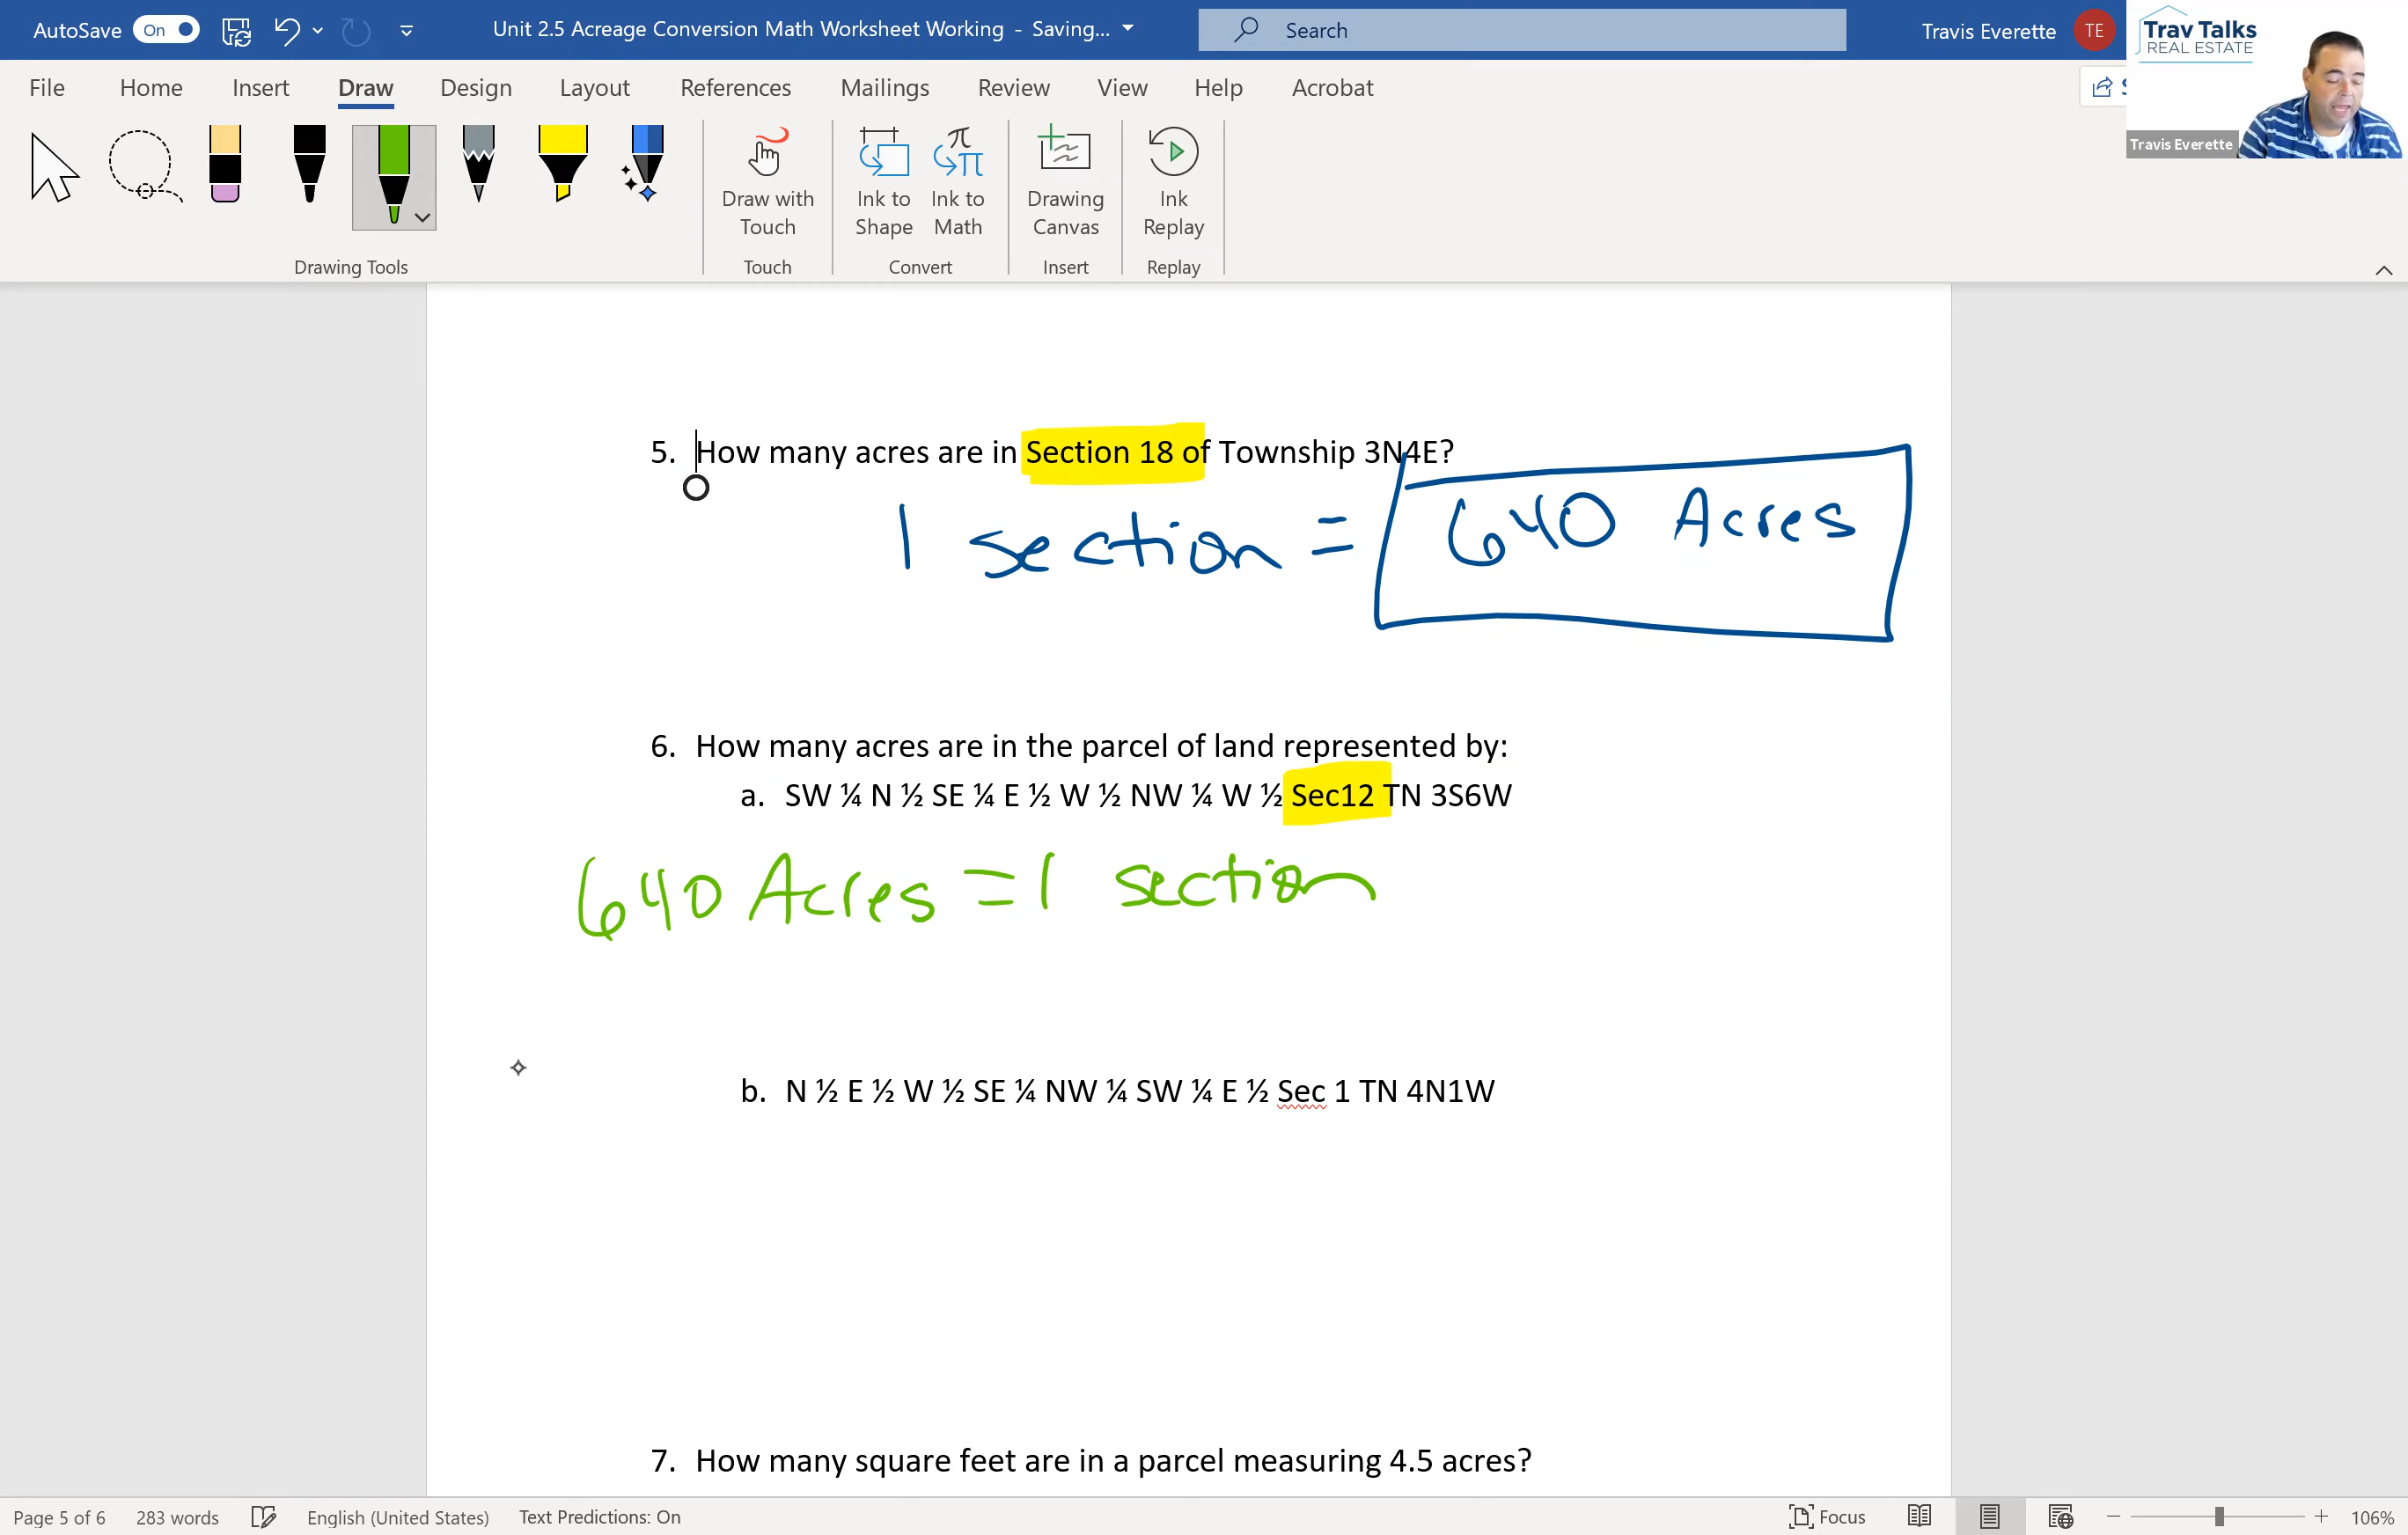 AutoSave On Unit 2.5 Acreage Conversion Math Worksheet Working - Saving... Search Travis Everette TE
Trav Talks
REAL ESTATE
Travis Everette
File Home Insert Draw Design Layout References Mailings Review View Help Acrobat
Draw with Touch
Ink to Shape
Ink to Math
Drawing Canvas
Ink Replay
Drawing Tools Touch Convert Insert Replay
5. How many acres are in Section 18 of Township 3N4E?
1 section = 640 Acres
6. How many acres are in the parcel of land represented by:
a. SW ¼ N ½ SE ¼ E ½ W ½ NW ¼ W ½ Sec12 TN 3S6W
640 Acres = 1 section
b. N ½ E ½ W ½ SE ¼ NW ¼ SW ¼ E ½ Sec 1 TN 4N1W
7. How many square feet are in a parcel measuring 4.5 acres?
Page 5 of 6 283 words English (United States) Text Predictions: On Focus 106%